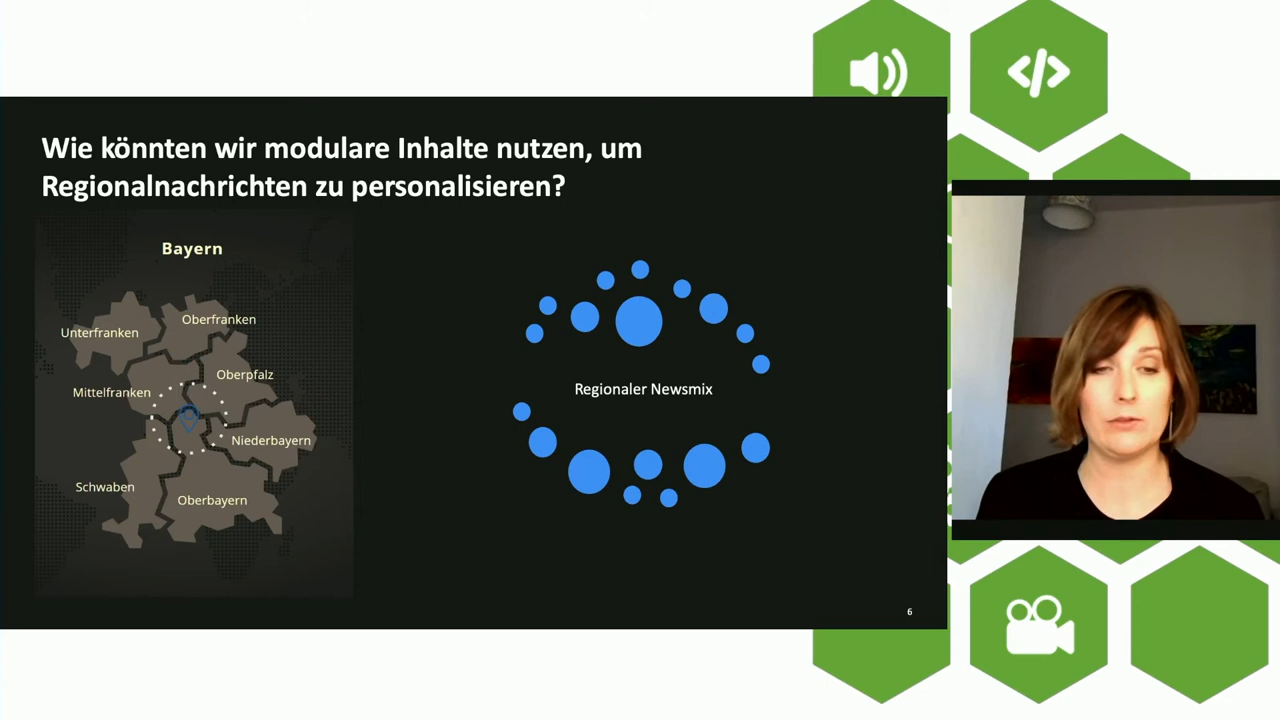 Wie könnten wir modulare Inhalte nutzen, um
Regionalnachrichten zu personalisieren?
Bayern
Unterfranken
Oberfranken
Oberpfalz
Mittelfranken
Niederbayern
Schwaben
Oberbayern
Regionaler Newsmix
6